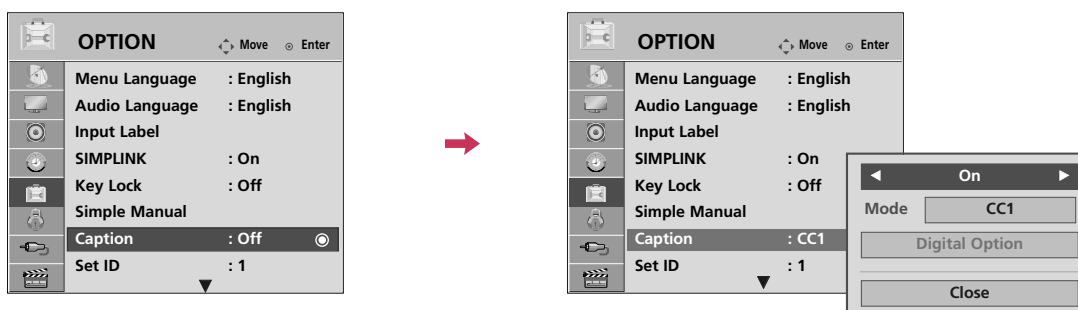 OPTION Move Enter
Menu Language : English
Audio Language : English
Input Label
SIMPLINK : On
Key Lock : Off
Simple Manual
Caption : Off
Set ID : 1
OPTION Move Enter
Menu Language : English
Audio Language : English
Input Label
SIMPLINK : On
Key Lock : Off
Simple Manual
Caption : CC1
Set ID : 1
On
Mode CC1
Digital Option
Close